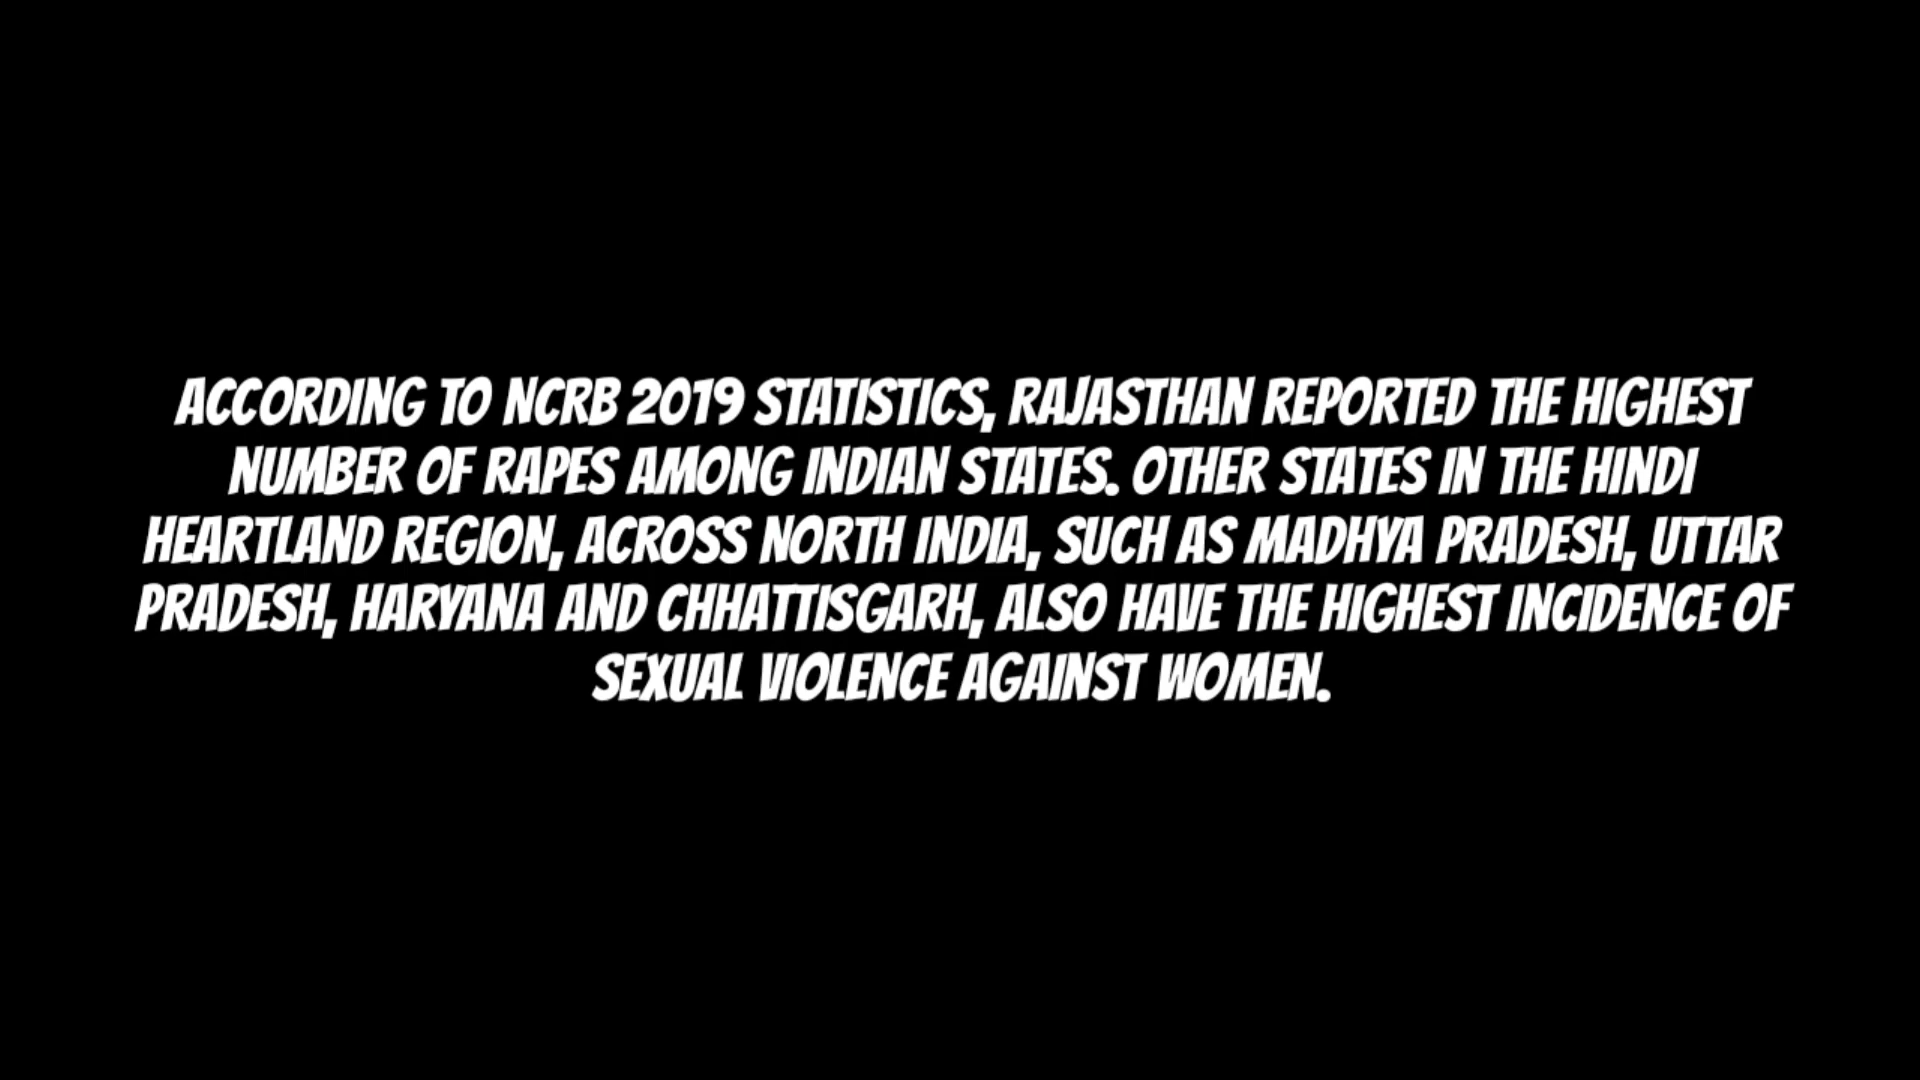 ACCORDING TO NCRB 2019 STATISTICS, RAJASTHAN REPORTED THE HIGHEST
NUMBER OF RAPES AMONG INDIAN STATES. OTHER STATES IN THE HINDI
HEARTLAND REGION, ACROSS NORTH INDIA, SUCH AS MADHYA PRADESH, UTTAR
PRADESH, HARYANA AND CHHATTISGARH, ALSO HAVE THE HIGHEST INCIDENCE OF
SEXUAL VIOLENCE AGAINST WOMEN.